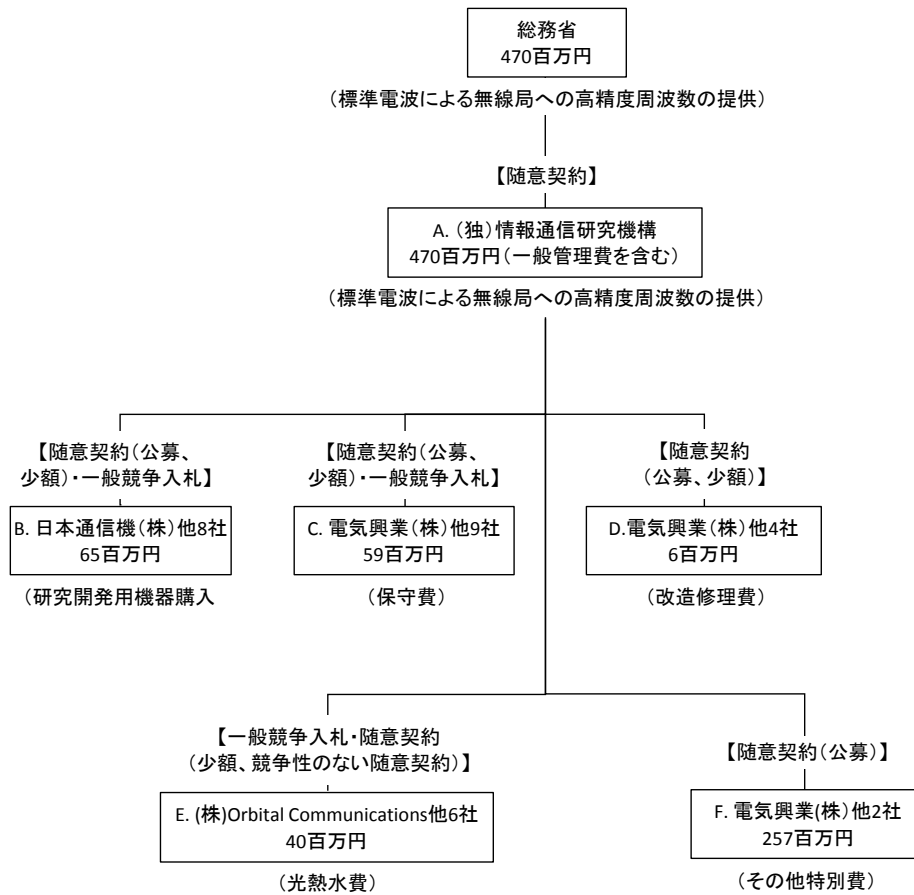 総務省
470百万円
（標準電波による無線局への高精度周波数の提供）
【随意契約】
A. （独）情報通信研究機構
470百万円（一般管理費を含む）
（標準電波による無線局への高精度周波数の提供）
【随意契約（公募、
少額）・一般競争入札】
B. 日本通信機（株）他8社
65百万円
（研究開発用機器購入
【随意契約（公募、
少額）・一般競争入札】
C. 電気興業（株）他9社
59百万円
（保守費）
【随意契約
（公募、少額）】
D.電気興業（株）他4社
6百万円
（改造修理費）
【一般競争入札・随意契約
（少額、競争性のない随意契約）】
E. (株)Orbital Communications他6社
40百万円
（光熱水費）
【随意契約（公募）】
F. 電気興業(株）他2社
257百万円
（その他特別費）